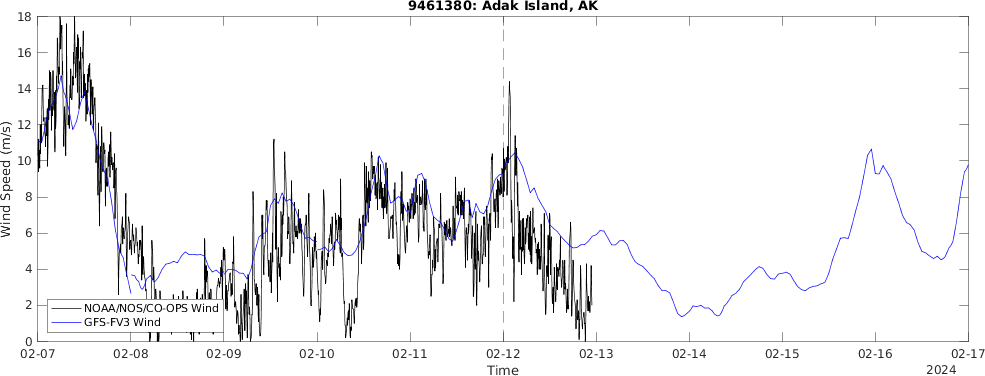 9461380: Adak Island, AK
18
16
14
12
10
8
6
4
2
0
Wind Speed (m/s)
NOAA/NOS/CO-OPS Wind
GFS-FV3 Wind
02-07 02-08 02-09 02-10 02-11 02-12 02-13 02-14 02-15 02-16 02-17
Time
2024